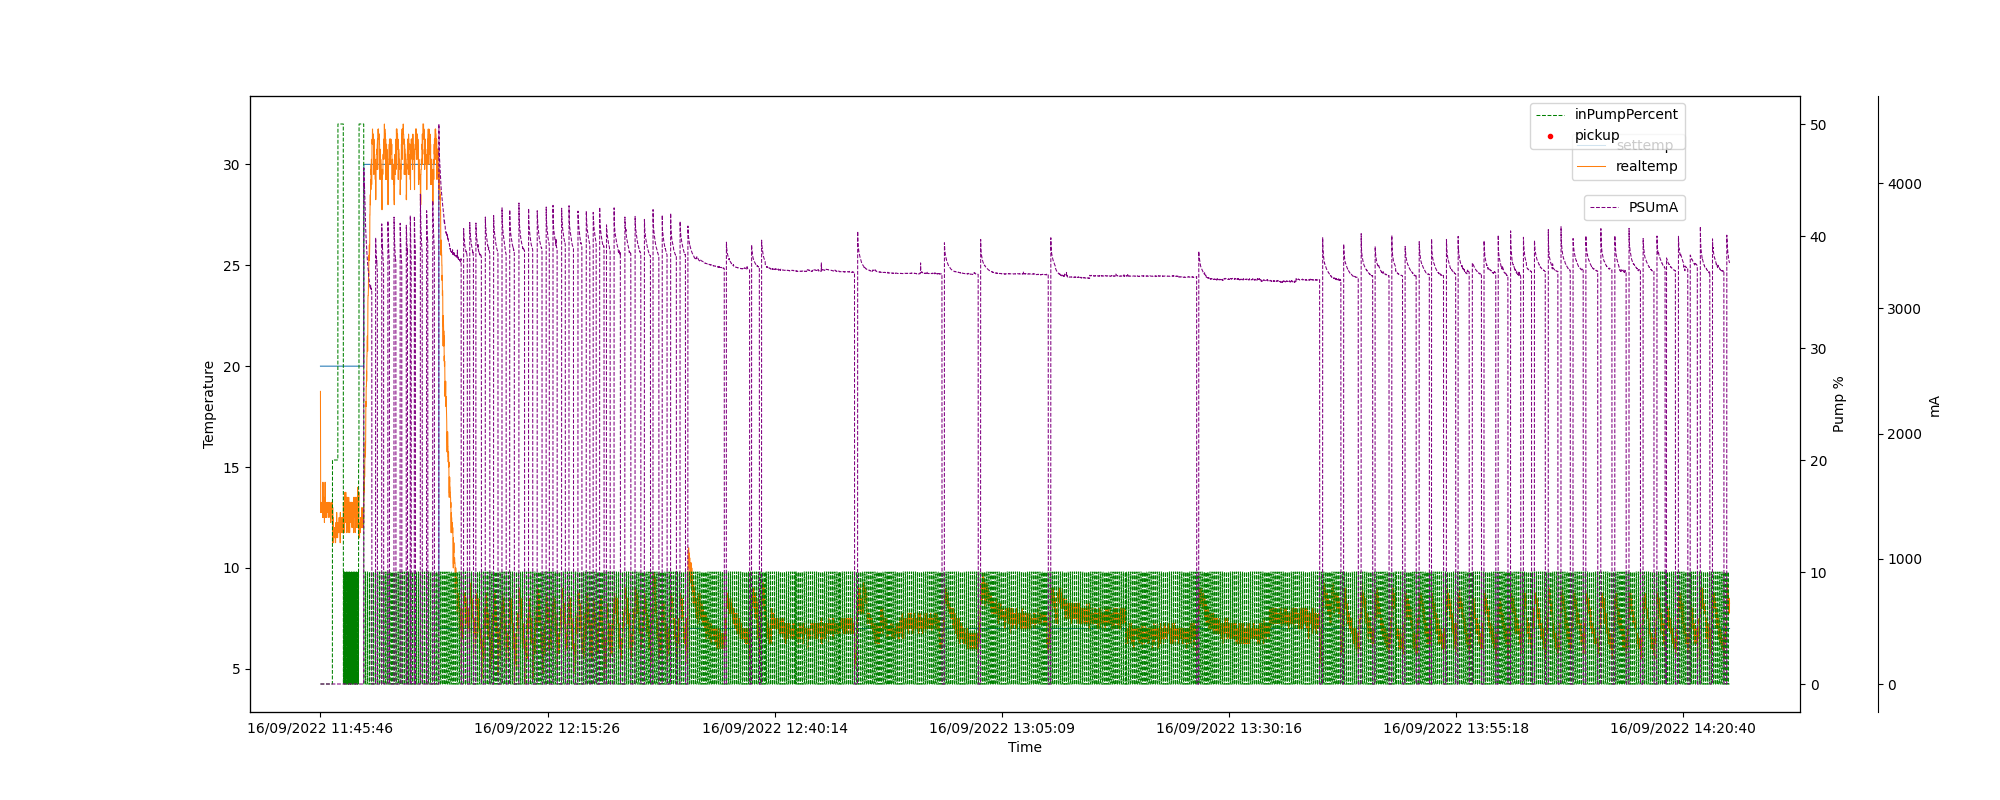 inPumpPercent
pickup
settemp
realtemp
PSUmA
30
25
20
15
10
5
Temperature
50
40
30
20
10
0
Pump %
4000
3000
2000
1000
0
mA
16/09/2022 11:45:46
16/09/2022 12:15:26
16/09/2022 12:40:14
16/09/2022 13:05:09
16/09/2022 13:30:16
16/09/2022 13:55:18
16/09/2022 14:20:40
Time